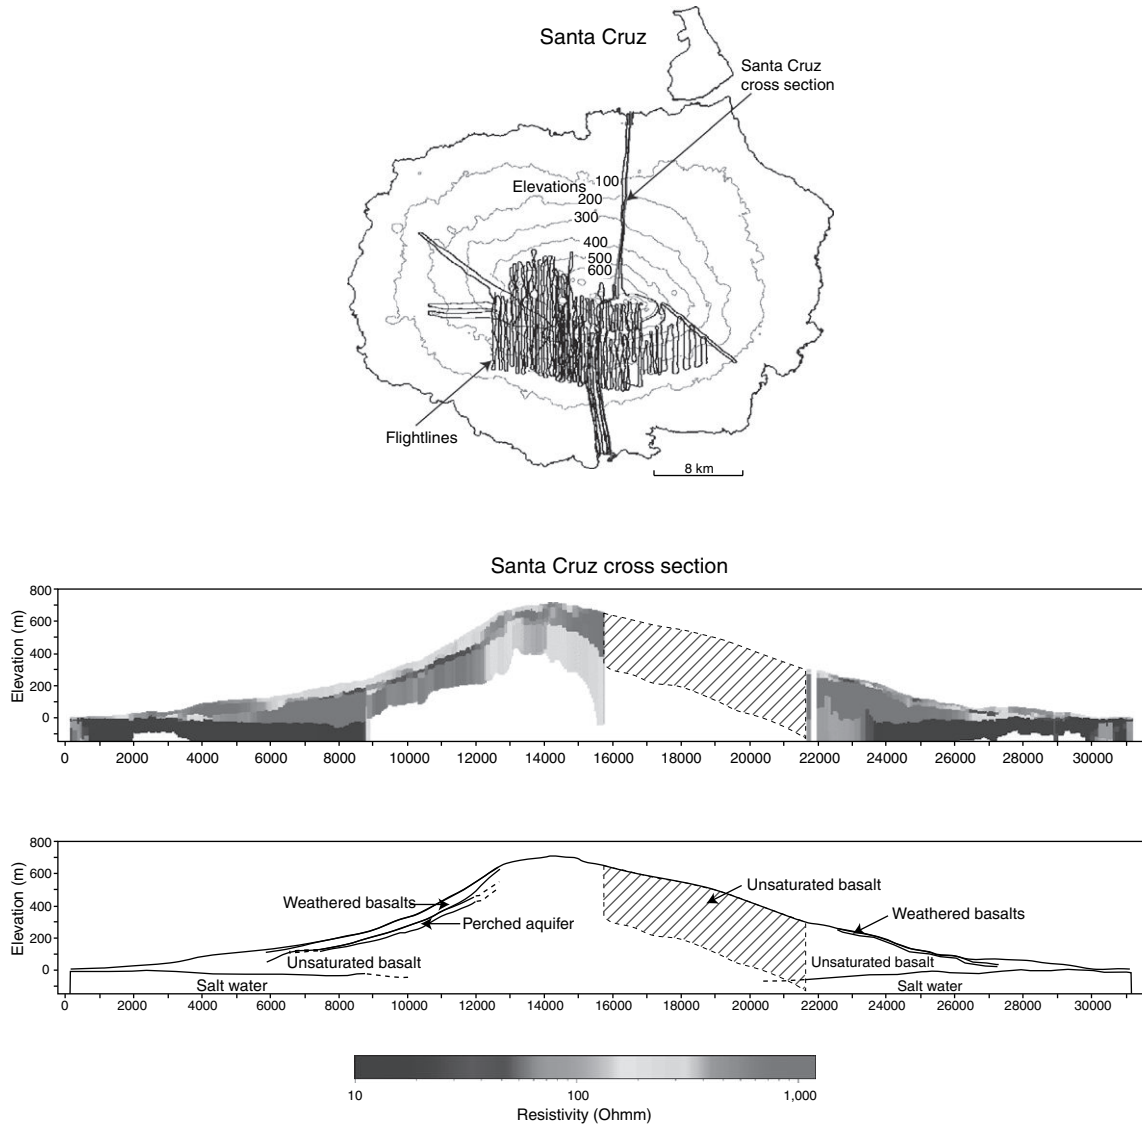 Santa Cruz
Santa Cruz
cross section
Elevations
100
200
300
400
500
600
Flightlines
8 km
Santa Cruz cross section
Elevation (m)
800
600
400
200
0
0 2000 4000 6000 8000 10000 12000 14000 16000 18000 20000 22000 24000 26000 28000 30000
Elevation (m)
800
600
400
200
0
Unsaturated basalt
Weathered basalts
Weathered basalts
Perched aquifer
Unsaturated basalt
Unsaturated basalt
Salt water
Salt water
0 2000 4000 6000 8000 10000 12000 14000 16000 18000 20000 22000 24000 26000 28000 30000
10 100 1,000
Resistivity (Ohmm)